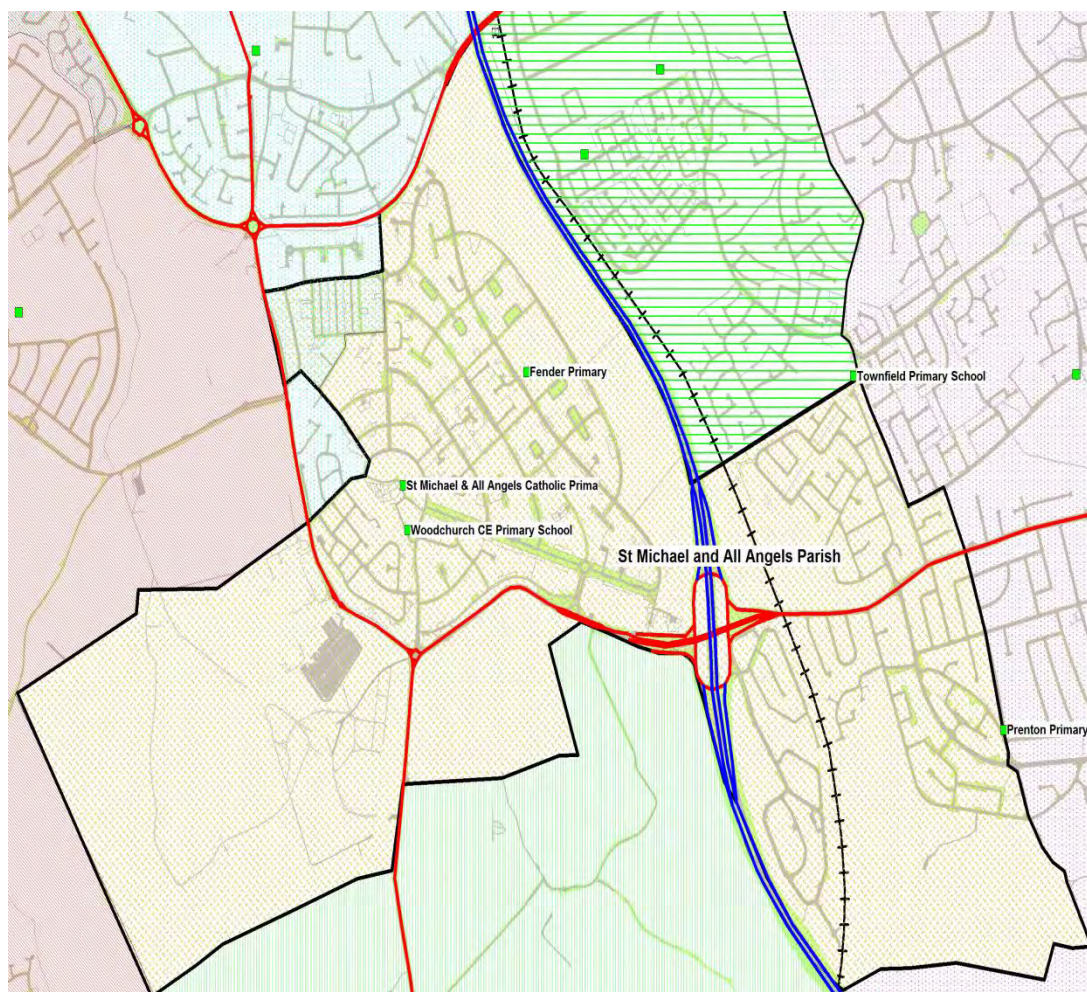 Fender Primary
Townfield Primary School
St Michael & All Angels Catholic Prima
Woodchurch CE Primary School
St Michael and All Angels Parish
Prenton Primary